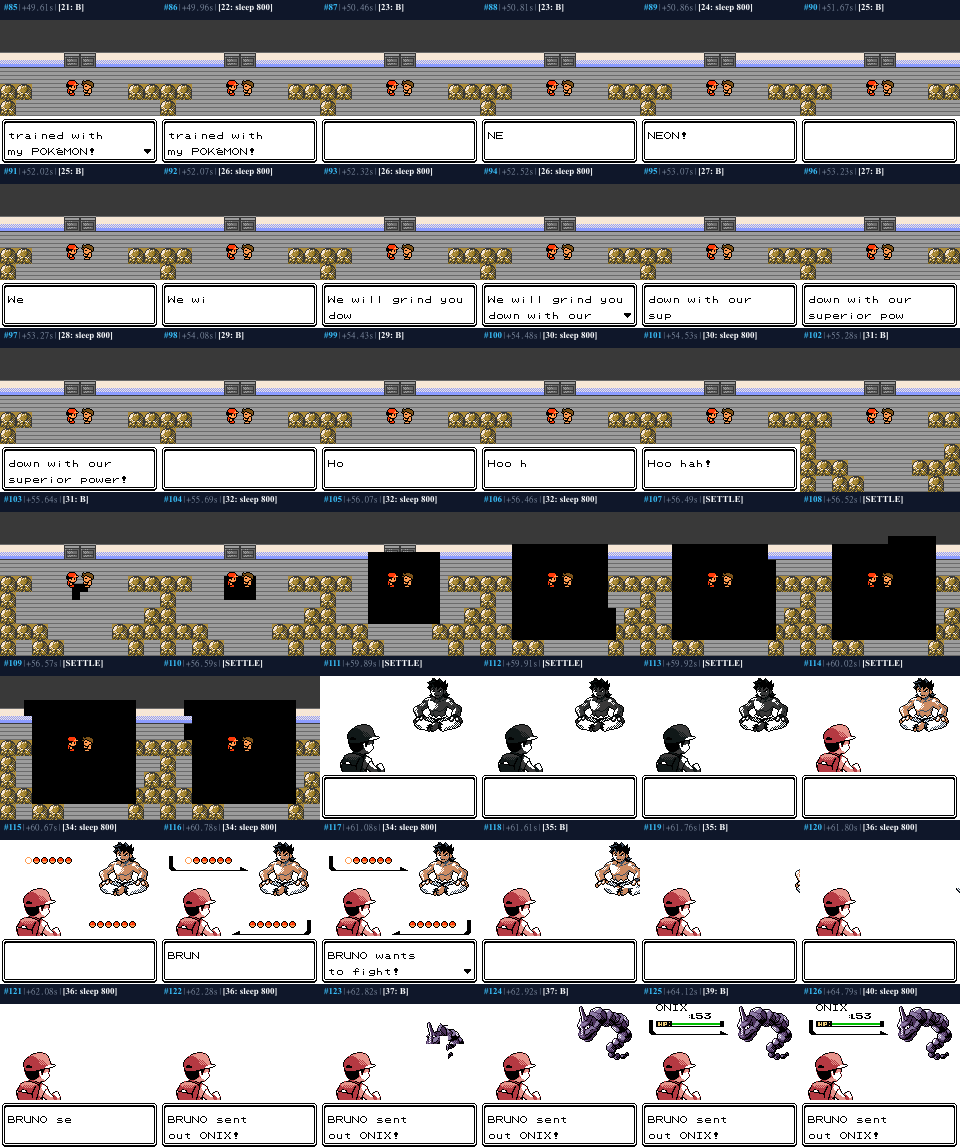 #85|+49.61s| [21: B]
#86|+49.96s| [22: sleep 800]
#87|+50.46s| [23: B]
#88|+50.81s| [23: B]
#89|+50.86s| [24: sleep 800]
#90|+51.67s| [25: B]
trained with
my POKéMON!
trained with
my POKéMON!
NE
NEON!
#91|+52.02s| [25: B]
#92|+52.07s| [26: sleep 800]
#93|+52.32s| [26: sleep 800]
#94|+52.52s| [26: sleep 800]
#95|+53.07s| [27: B]
#96|+53.23s| [27: B]
We
We wi
We will grind you
dow
We will grind you
down with our
down with our
sup
down with our
superior pow
#97|+53.27s| [28: sleep 800]
#98|+54.08s| [29: B]
#99|+54.43s| [29: B]
#100|+54.48s| [30: sleep 800]
#101|+54.53s| [30: sleep 800]
#102|+55.28s| [31: B]
down with our
superior power!
Ho
Hoo h
Hoo hah!
#103|+55.64s| [31: B]
#104|+55.69s| [32: sleep 800]
#105|+56.07s| [32: sleep 800]
#106|+56.46s| [32: sleep 800]
#107|+56.49s| [SETTLE]
#108|+56.52s| [SETTLE]
#109|+56.57s| [SETTLE]
#110|+56.59s| [SETTLE]
#111|+59.89s| [SETTLE]
#112|+59.91s| [SETTLE]
#113|+59.92s| [SETTLE]
#114|+60.02s| [SETTLE]
#115|+60.67s| [34: sleep 800]
#116|+60.78s| [34: sleep 800]
#117|+61.08s| [34: sleep 800]
#118|+61.61s| [35: B]
#119|+61.76s| [35: B]
#120|+61.80s| [36: sleep 800]
BRUN
BRUNO wants
to fight!
#121|+62.08s| [36: sleep 800]
#122|+62.28s| [36: sleep 800]
#123|+62.82s| [37: B]
#124|+62.92s| [37: B]
#125|+64.12s| [39: B]
#126|+64.79s| [40: sleep 800]
ONIX
:L53
HP:
ONIX
:L53
HP:
BRUNO se
BRUNO sent
out ONIX!
BRUNO sent
out ONIX!
BRUNO sent
out ONIX!
BRUNO sent
out ONIX!
BRUNO sent
out ONIX!